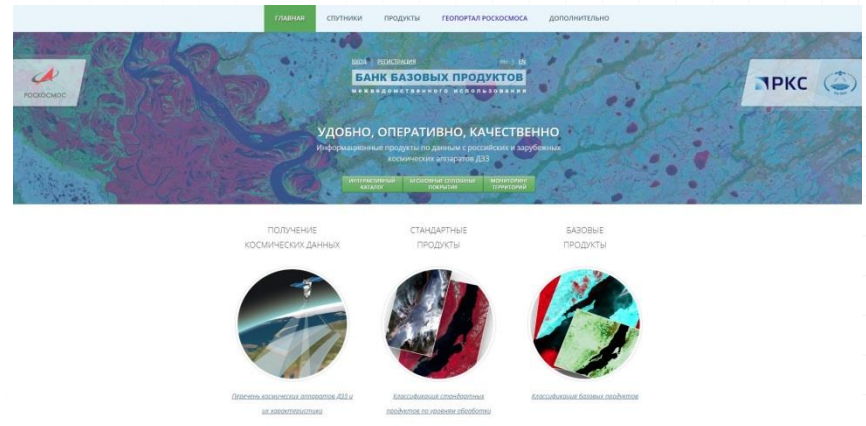 ГЛАВНАЯ СПУТНИКИ ПРОДУКТЫ ГЕОПОРТАЛ РОСКОСМОСА ДОПОЛНИТЕЛЬНО
ВХОД | РЕГИСТРАЦИЯ RU | EN
БАНК БАЗОВЫХ ПРОДУКТОВ
межведомственного использования
РОСКОСМОС
РКС
УДОБНО, ОПЕРАТИВНО, КАЧЕСТВЕННО
Информационные продукты по данным с российских и зарубежных
космических аппаратов ДЗЗ
ИНТЕРАКТИВНЫЙ
КАТАЛОГ
БЕСШОВНЫЕ СПЛОШНЫЕ
ПОКРЫТИЯ
МОНИТОРИНГ
ТЕРРИТОРИЙ
ПОЛУЧЕНИЕ
КОСМИЧЕСКИХ ДАННЫХ
СТАНДАРТНЫЕ
ПРОДУКТЫ
БАЗОВЫЕ
ПРОДУКТЫ
Перечень космических аппаратов ДЗЗ и
их характеристики
Классификация стандартных
продуктов по уровням обработки
Классификация базовых продуктов